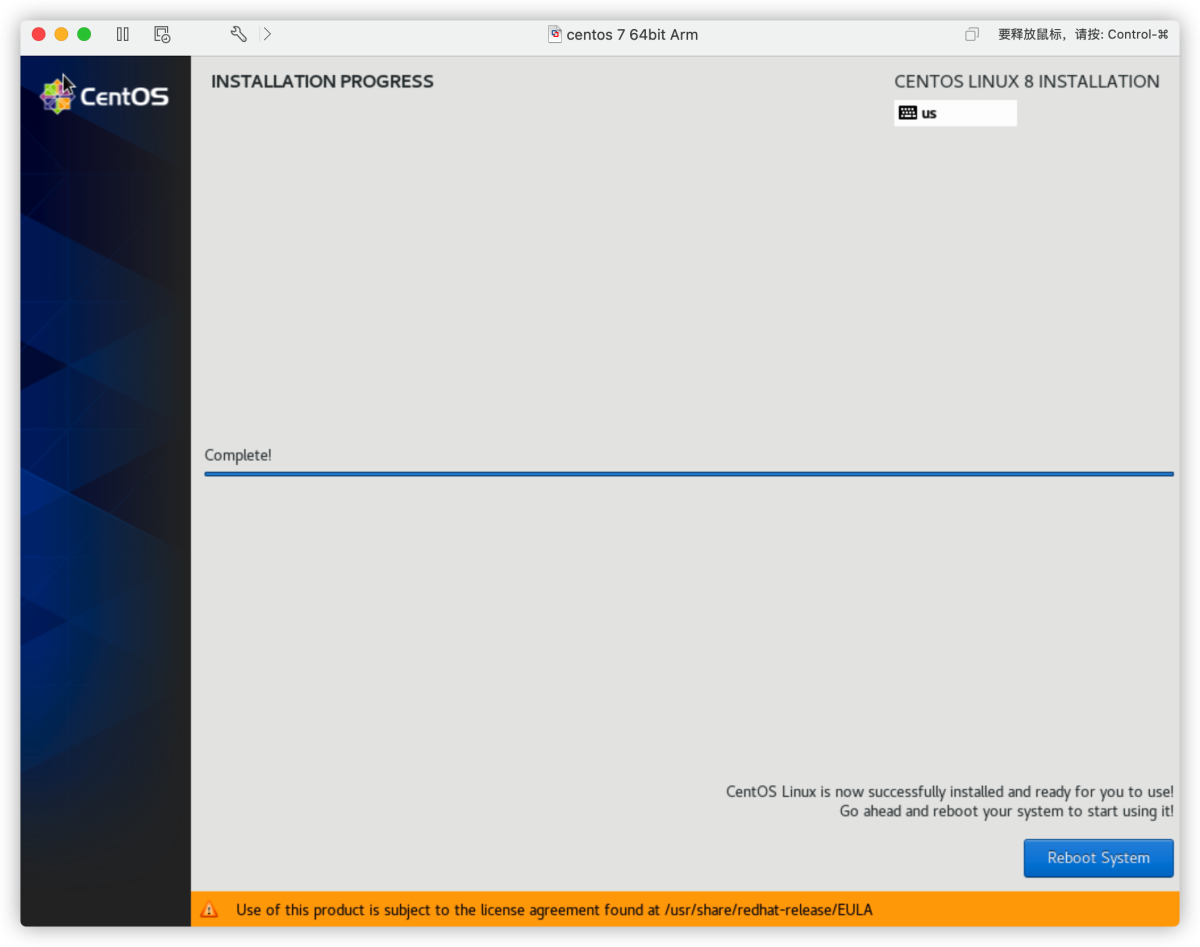 centos 7 64bit Arm
要释放鼠标，请按: Control-⌘
CentOS
INSTALLATION PROGRESS
CENTOS LINUX 8 INSTALLATION
us
Complete!
CentOS Linux is now successfully installed and ready for you to use!
Go ahead and reboot your system to start using it!
Reboot System
Use of this product is subject to the license agreement found at /usr/share/redhat-release/EULA